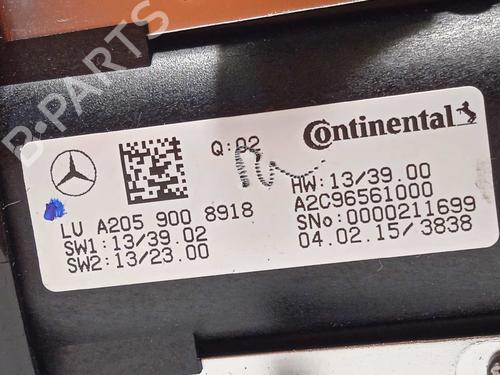 B-PARTS
Q:02
Continental
HW:13/39.00
A2C96561000
SNo:0000211699
04.02.15/3838
LU A205 900 8918
SW1:13/39.02
SW2:13/23.00